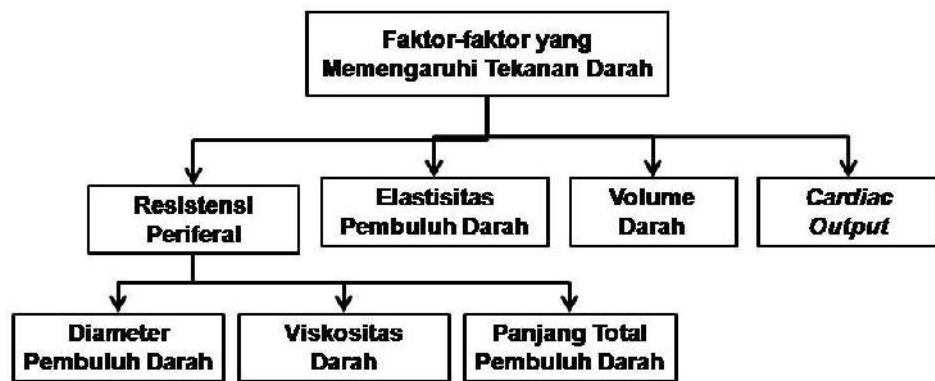 Faktor-faktor yang
Memengaruhi Tekanan Darah
Resistensi
Periferal
Elastisitas
Pembuluh Darah
Volume
Darah
Cardiac
Output
Diameter
Pembuluh Darah
Viskositas
Darah
Panjang Total
Pembuluh Darah